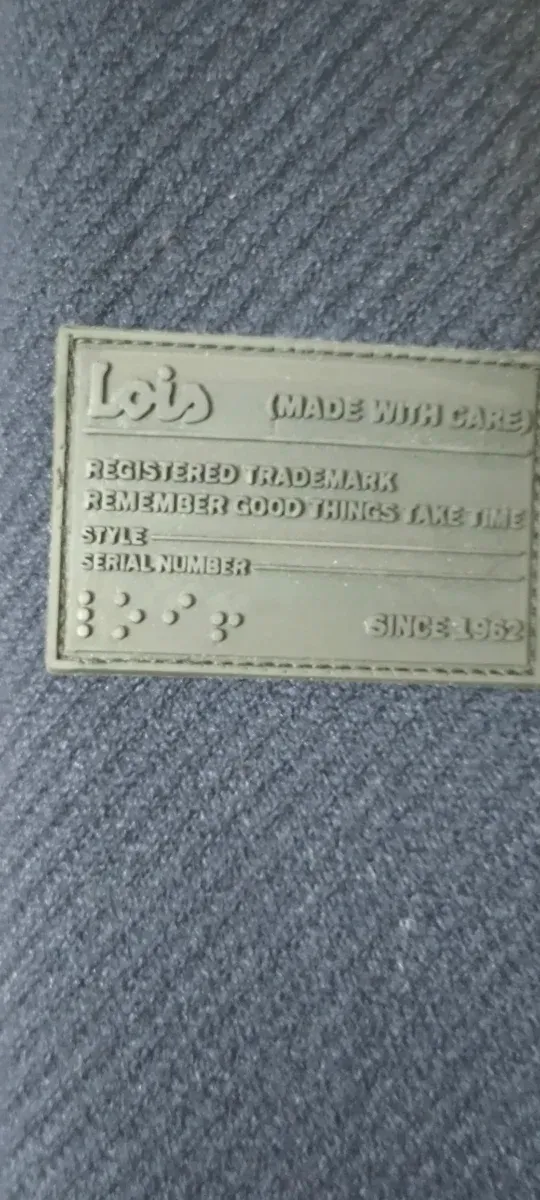 Lois (MADE WITH CARE)
REGISTERED TRADEMARK
REMEMBER GOOD THINGS TAKE TIME
STYLE
SERIAL NUMBER
⠇⠕⠊⠎ SINCE 1962